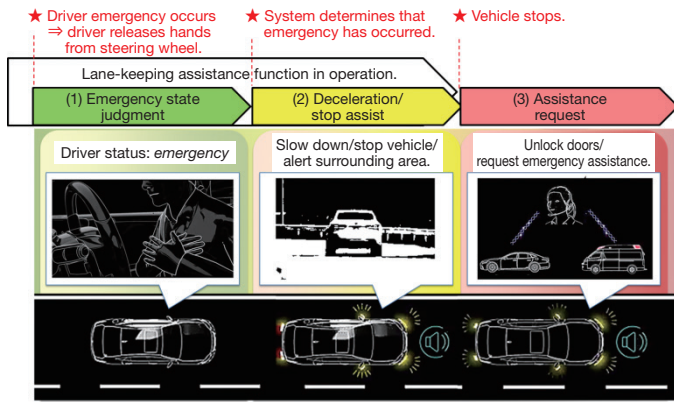 ★ Driver emergency occurs
⇒ driver releases hands
from steering wheel.
★ System determines that
emergency has occurred.
★ Vehicle stops.
Lane-keeping assistance function in operation.
(1) Emergency state
judgment
(2) Deceleration/
stop assist
(3) Assistance
request
Driver status: emergency
Slow down/stop vehicle/
alert surrounding area.
Unlock doors/
request emergency assistance.